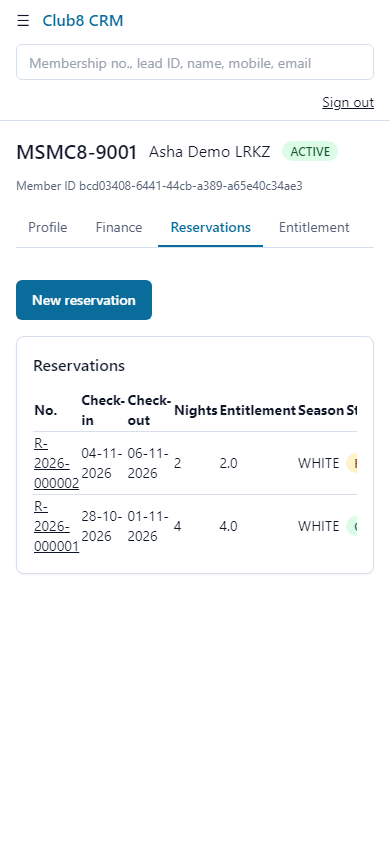 ☰ Club8 CRM
Membership no., lead ID, name, mobile, email
Sign out
MSMC8-9001 Asha Demo LRKZ ACTIVE
Member ID bcd03408-6441-44cb-a389-a65e40c34ae3
Profile Finance Reservations Entitlement
New reservation
Reservations
No. Check-in Check-out Nights Entitlement Season
R-2026-000002 04-11-2026 06-11-2026 2 2.0 WHITE
R-2026-000001 28-10-2026 01-11-2026 4 4.0 WHITE